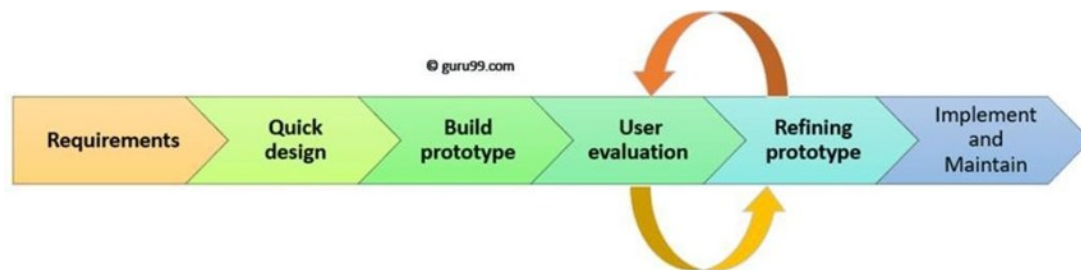 © guru99.com
Requirements
Quick
design
Build
prototype
User
evaluation
Refining
prototype
Implement
and
Maintain